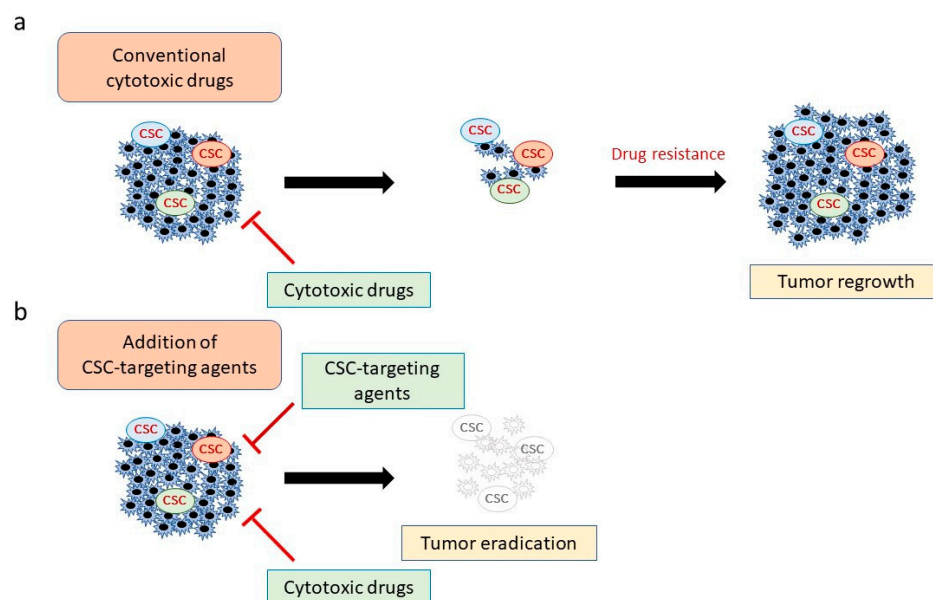 a
Conventional
cytotoxic drugs
CSC
CSC
CSC
Cytotoxic drugs
CSC
CSC
CSC
Drug resistance
CSC
CSC
CSC
Tumor regrowth
b
Addition of
CSC-targeting agents
CSC-targeting
agents
CSC
CSC
CSC
Cytotoxic drugs
CSC
CSC
CSC
Tumor eradication